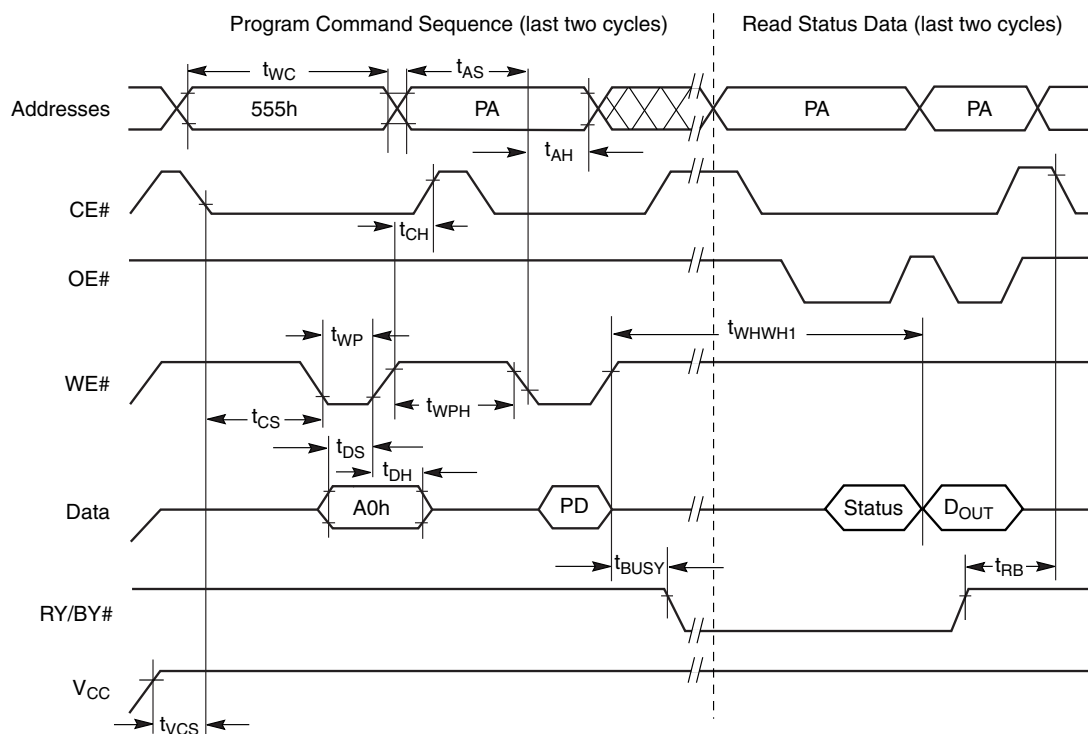 Program Command Sequence (last two cycles) Read Status Data (last two cycles)
tWC tAS
Addresses 555h PA PA PA
tAH
CE#
tCH
OE#
tWP tWHWH1
WE#
tCS tWPH
tDS
tDH
Data A0h PD Status DOUT
tBUSY tRB
RY/BY#
VCC
tVCS